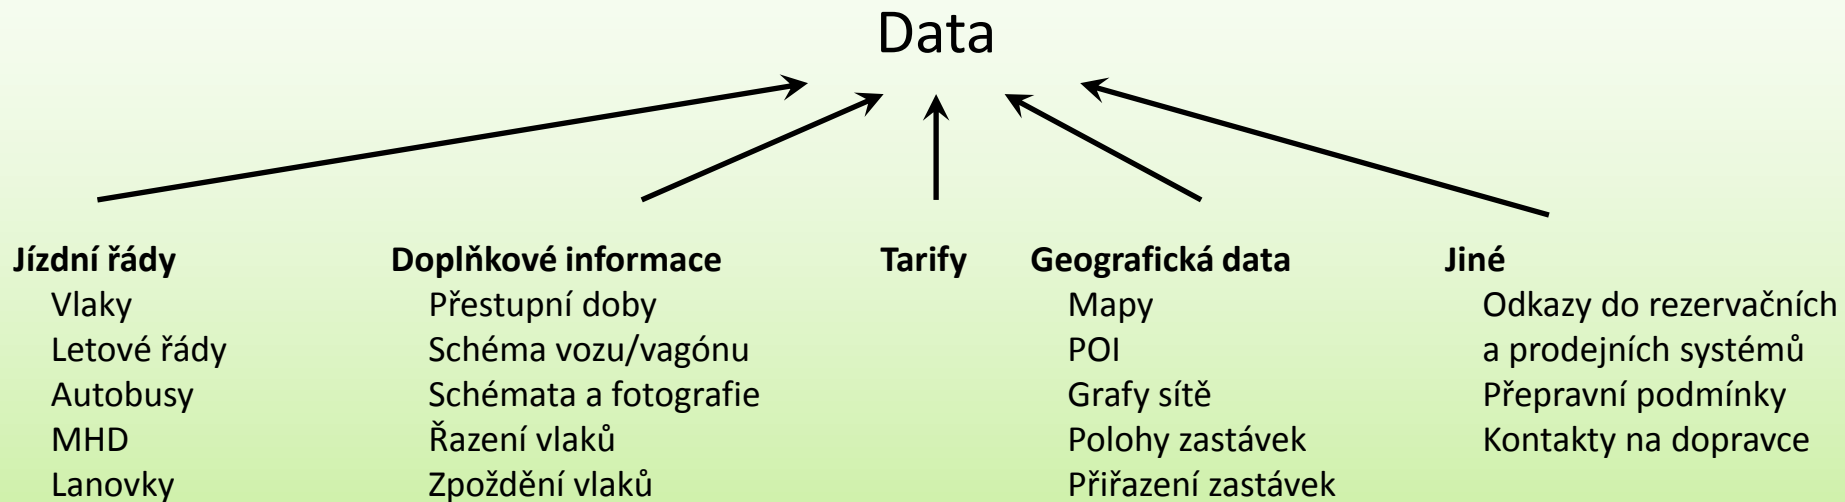 Data
Jízdní řády
Vlaky
Letové řády
Autobusy
MHD
Lanovky
Doplňkové informace
Přestupní doby
Schéma vozu/vagónu
Schémata a fotografie
Řazení vlaků
Zpoždění vlaků
Tarify
Geografická data
Mapy
POI
Grafy sítě
Polohy zastávek
Přiřazení zastávek
Jiné
Odkazy do rezervačních
a prodejních systémů
Přepravní podmínky
Kontakty na dopravce